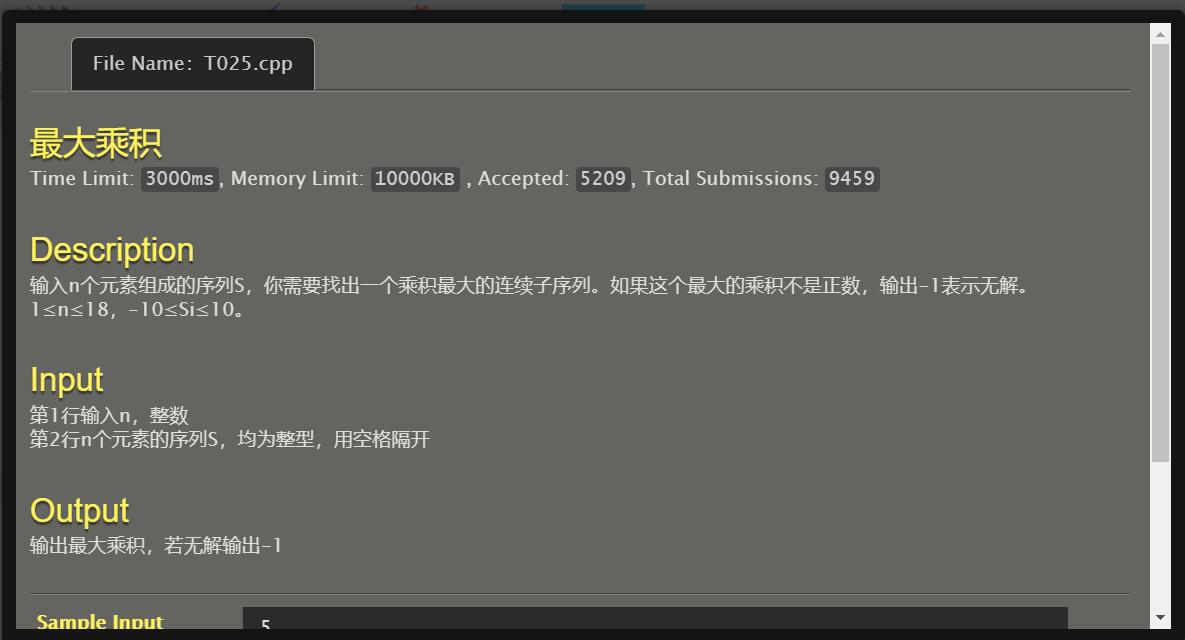 File Name: T025.cpp
最大乘积
Time Limit: 3000ms, Memory Limit: 10000KB , Accepted: 5209, Total Submissions: 9459
Description
输入n个元素组成的序列S，你需要找出一个乘积最大的连续子序列。如果这个最大的乘积不是正数，输出-1表示无解。
1≤n≤18，-10≤Si≤10。
Input
第1行输入n，整数
第2行n个元素的序列S，均为整型，用空格隔开
Output
输出最大乘积，若无解输出-1
Sample Input
5